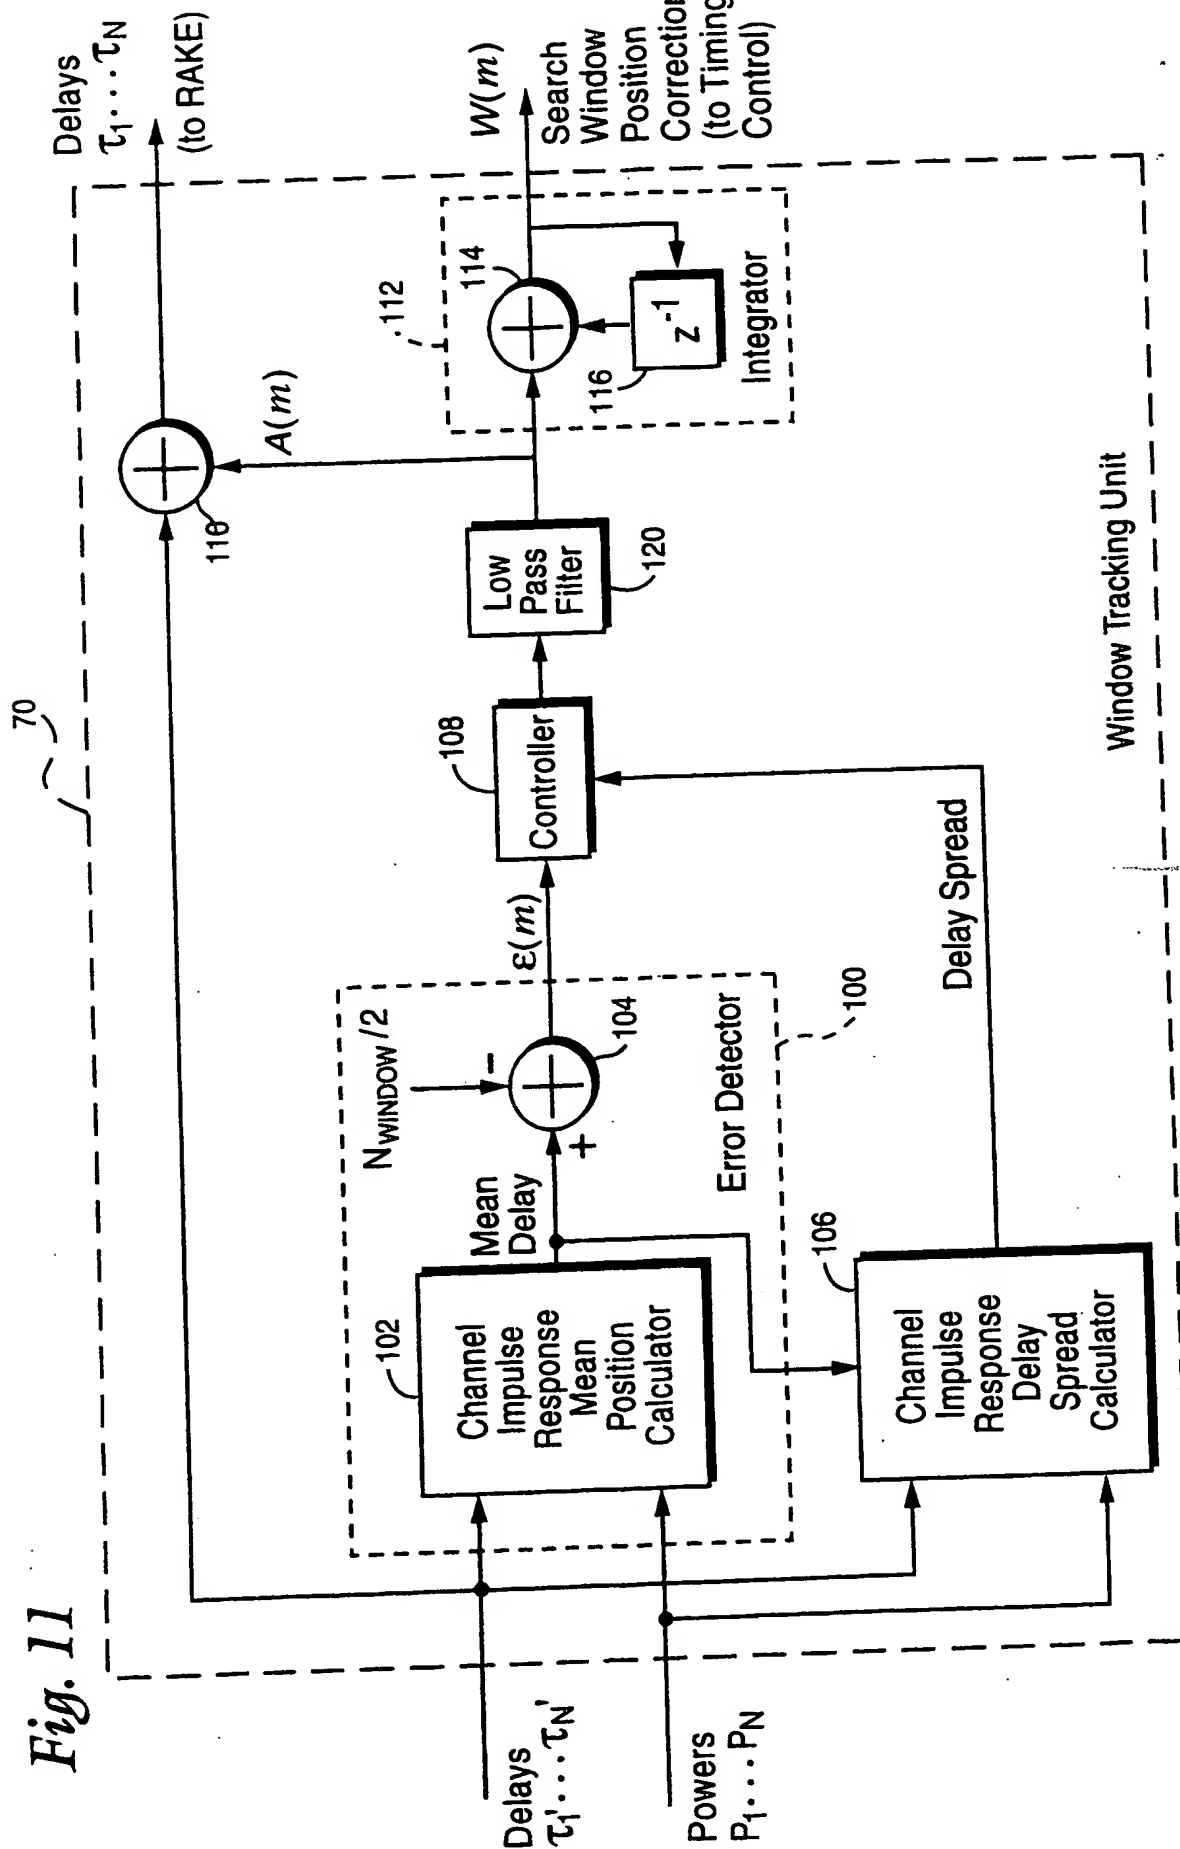 Fig. 11
70
Delays
τ1'....τN'
Powers
P1...PN
102
Channel
Impulse
Response
Mean
Position
Calculator
Mean
Delay
NWINDOW/2
-
+
104
Error Detector
100
ε(m)
106
Channel
Impulse
Response
Delay
Spread
Calculator
Delay Spread
108
Controller
Low
Pass
Filter
120
A(m)
110
112
114
116
z-1
Integrator
Delays
τ1...τN
(to RAKE)
W(m)
Search
Window
Position
Correction
(to Timing
Control)
Window Tracking Unit